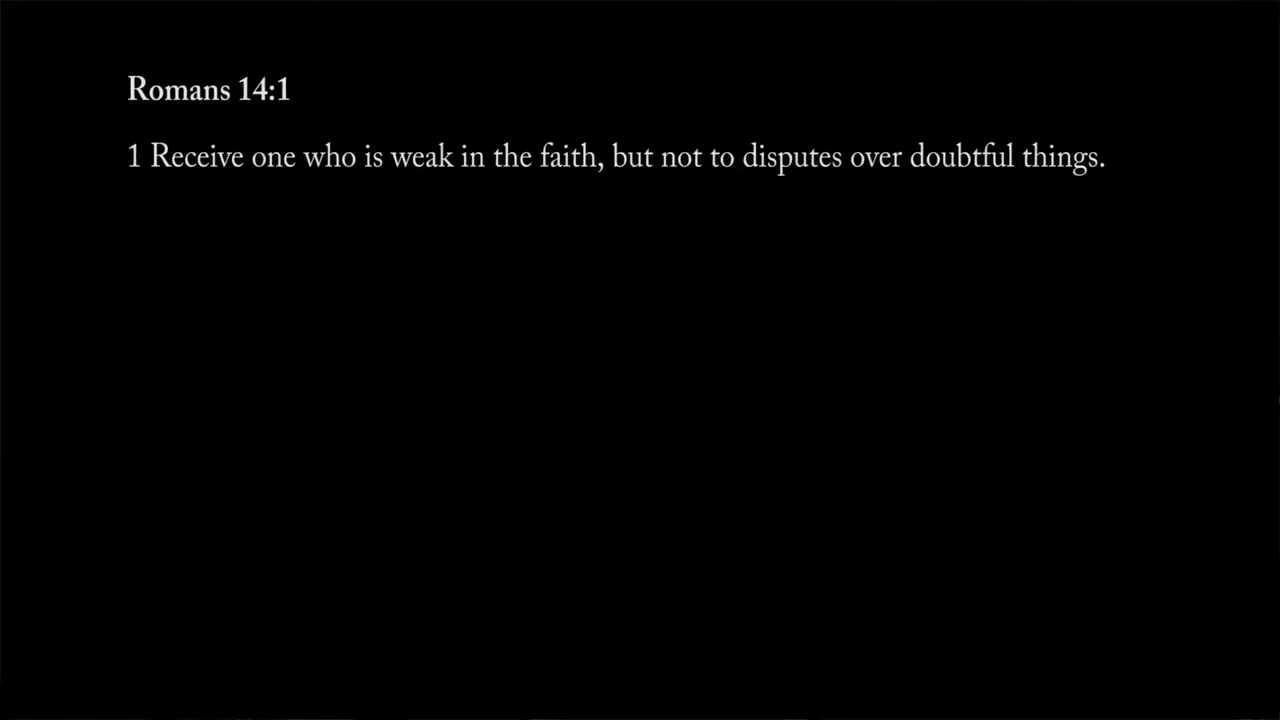 Romans 14:1
1 Receive one who is weak in the faith, but not to disputes over doubtful things.